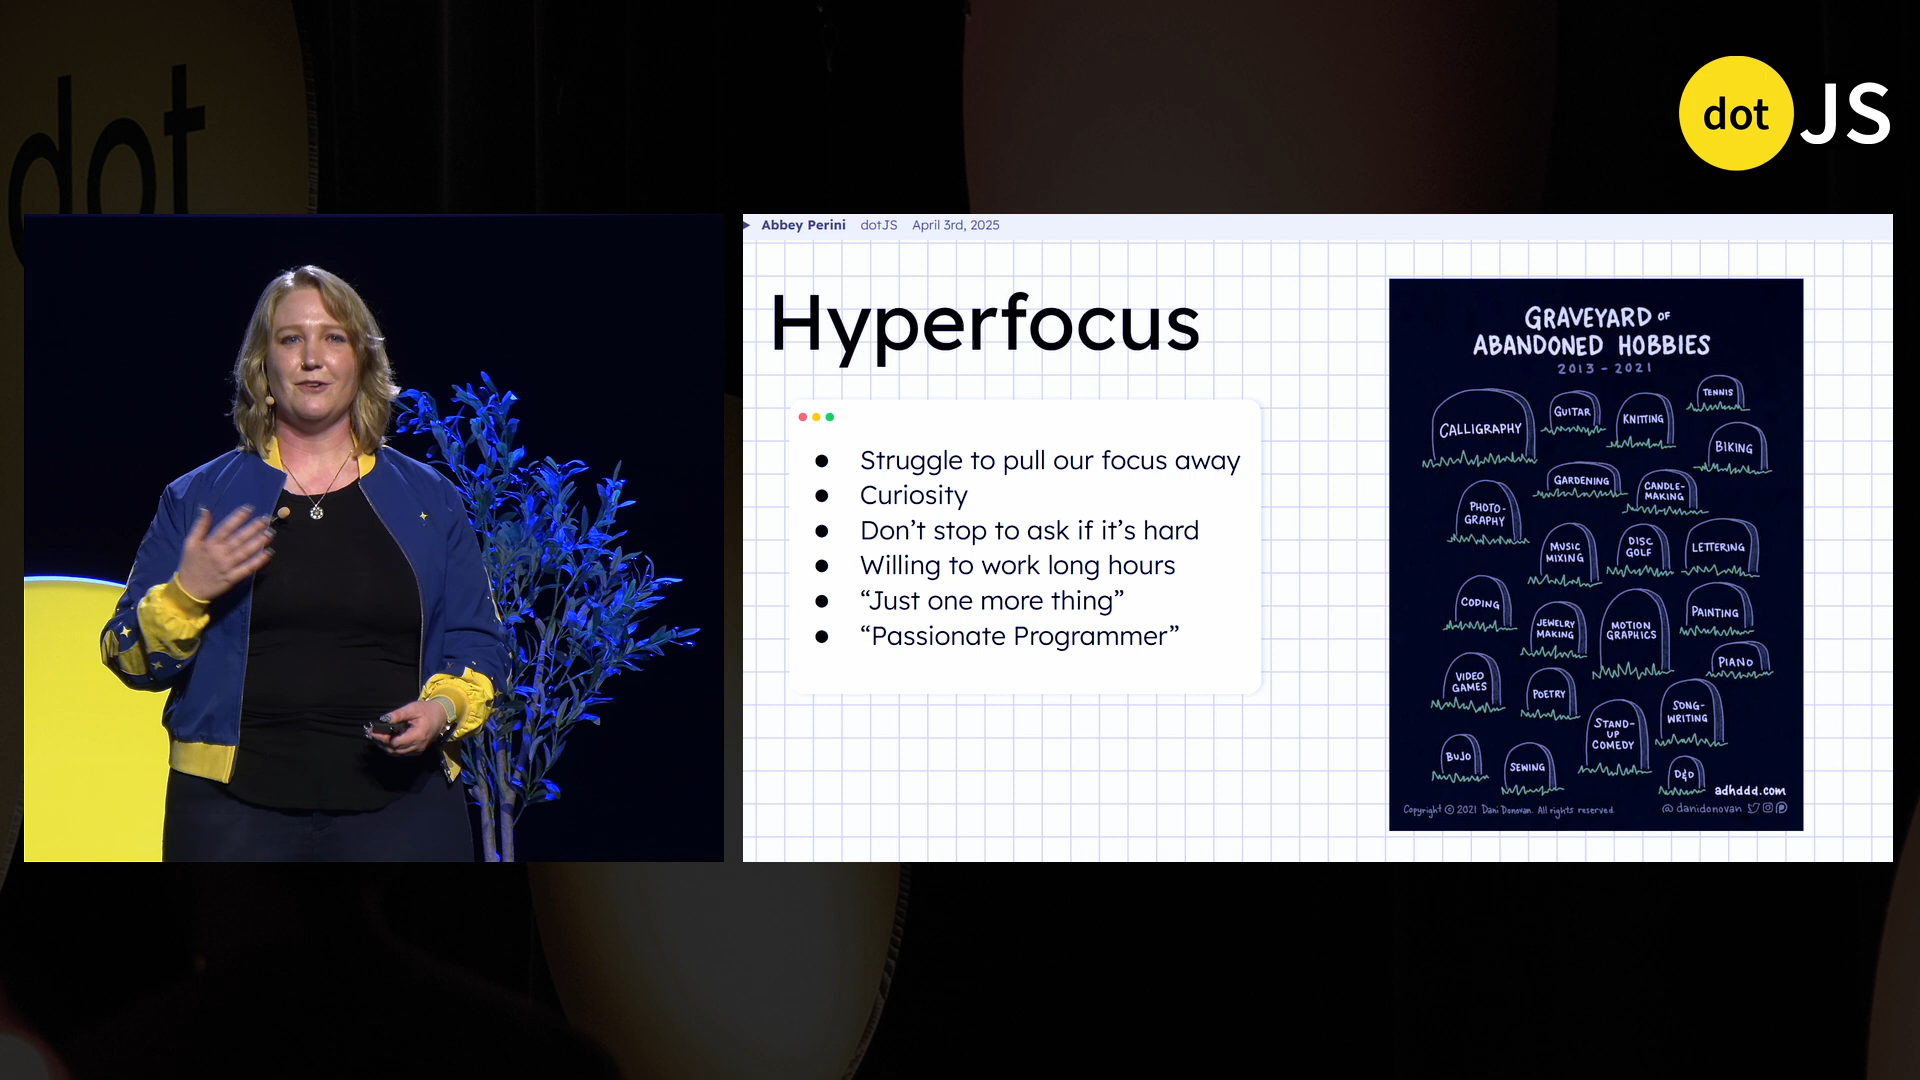 dot
dot JS
Abbey Perini dotJS April 3rd, 2025
Hyperfocus
● Struggle to pull our focus away
● Curiosity
● Don’t stop to ask if it’s hard
● Willing to work long hours
● “Just one more thing”
● “Passionate Programmer”
GRAVEYARD OF
ABANDONED HOBBIES
2013 - 2021
TENNIS
CALLIGRAPHY
GUITAR
KNITTING
BIKING
GARDENING
CANDLE-
MAKING
PHOTO-
GRAPHY
MUSIC
MIXING
DISC
GOLF
LETTERING
CODING
JEWELRY
MAKING
MOTION
GRAPHICS
PAINTING
PIANO
VIDEO
GAMES
POETRY
STAND-
UP
COMEDY
SONG-
WRITING
BUJO
SEWING
D&D
adhddd.com
Copyright © 2021 Dani Donovan. All rights reserved.
@danidonovan